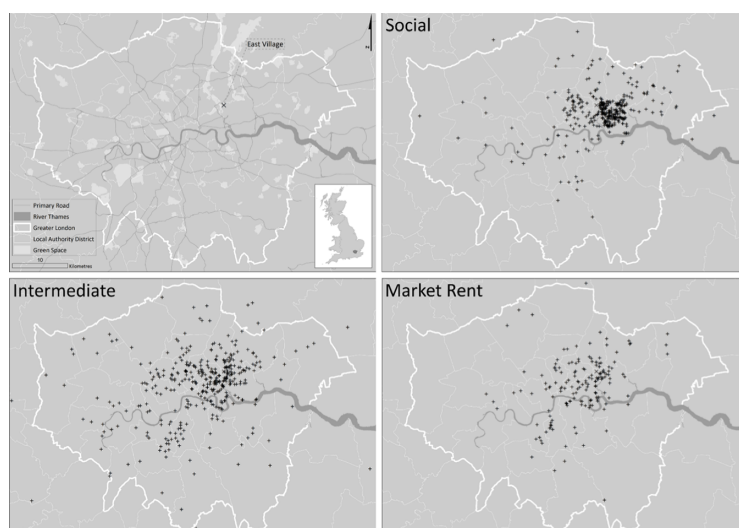 East Village
Social
Primary Road
River Thames
Greater London
Local Authority District
Green Space
10
Kilometres
Intermediate
Market Rent